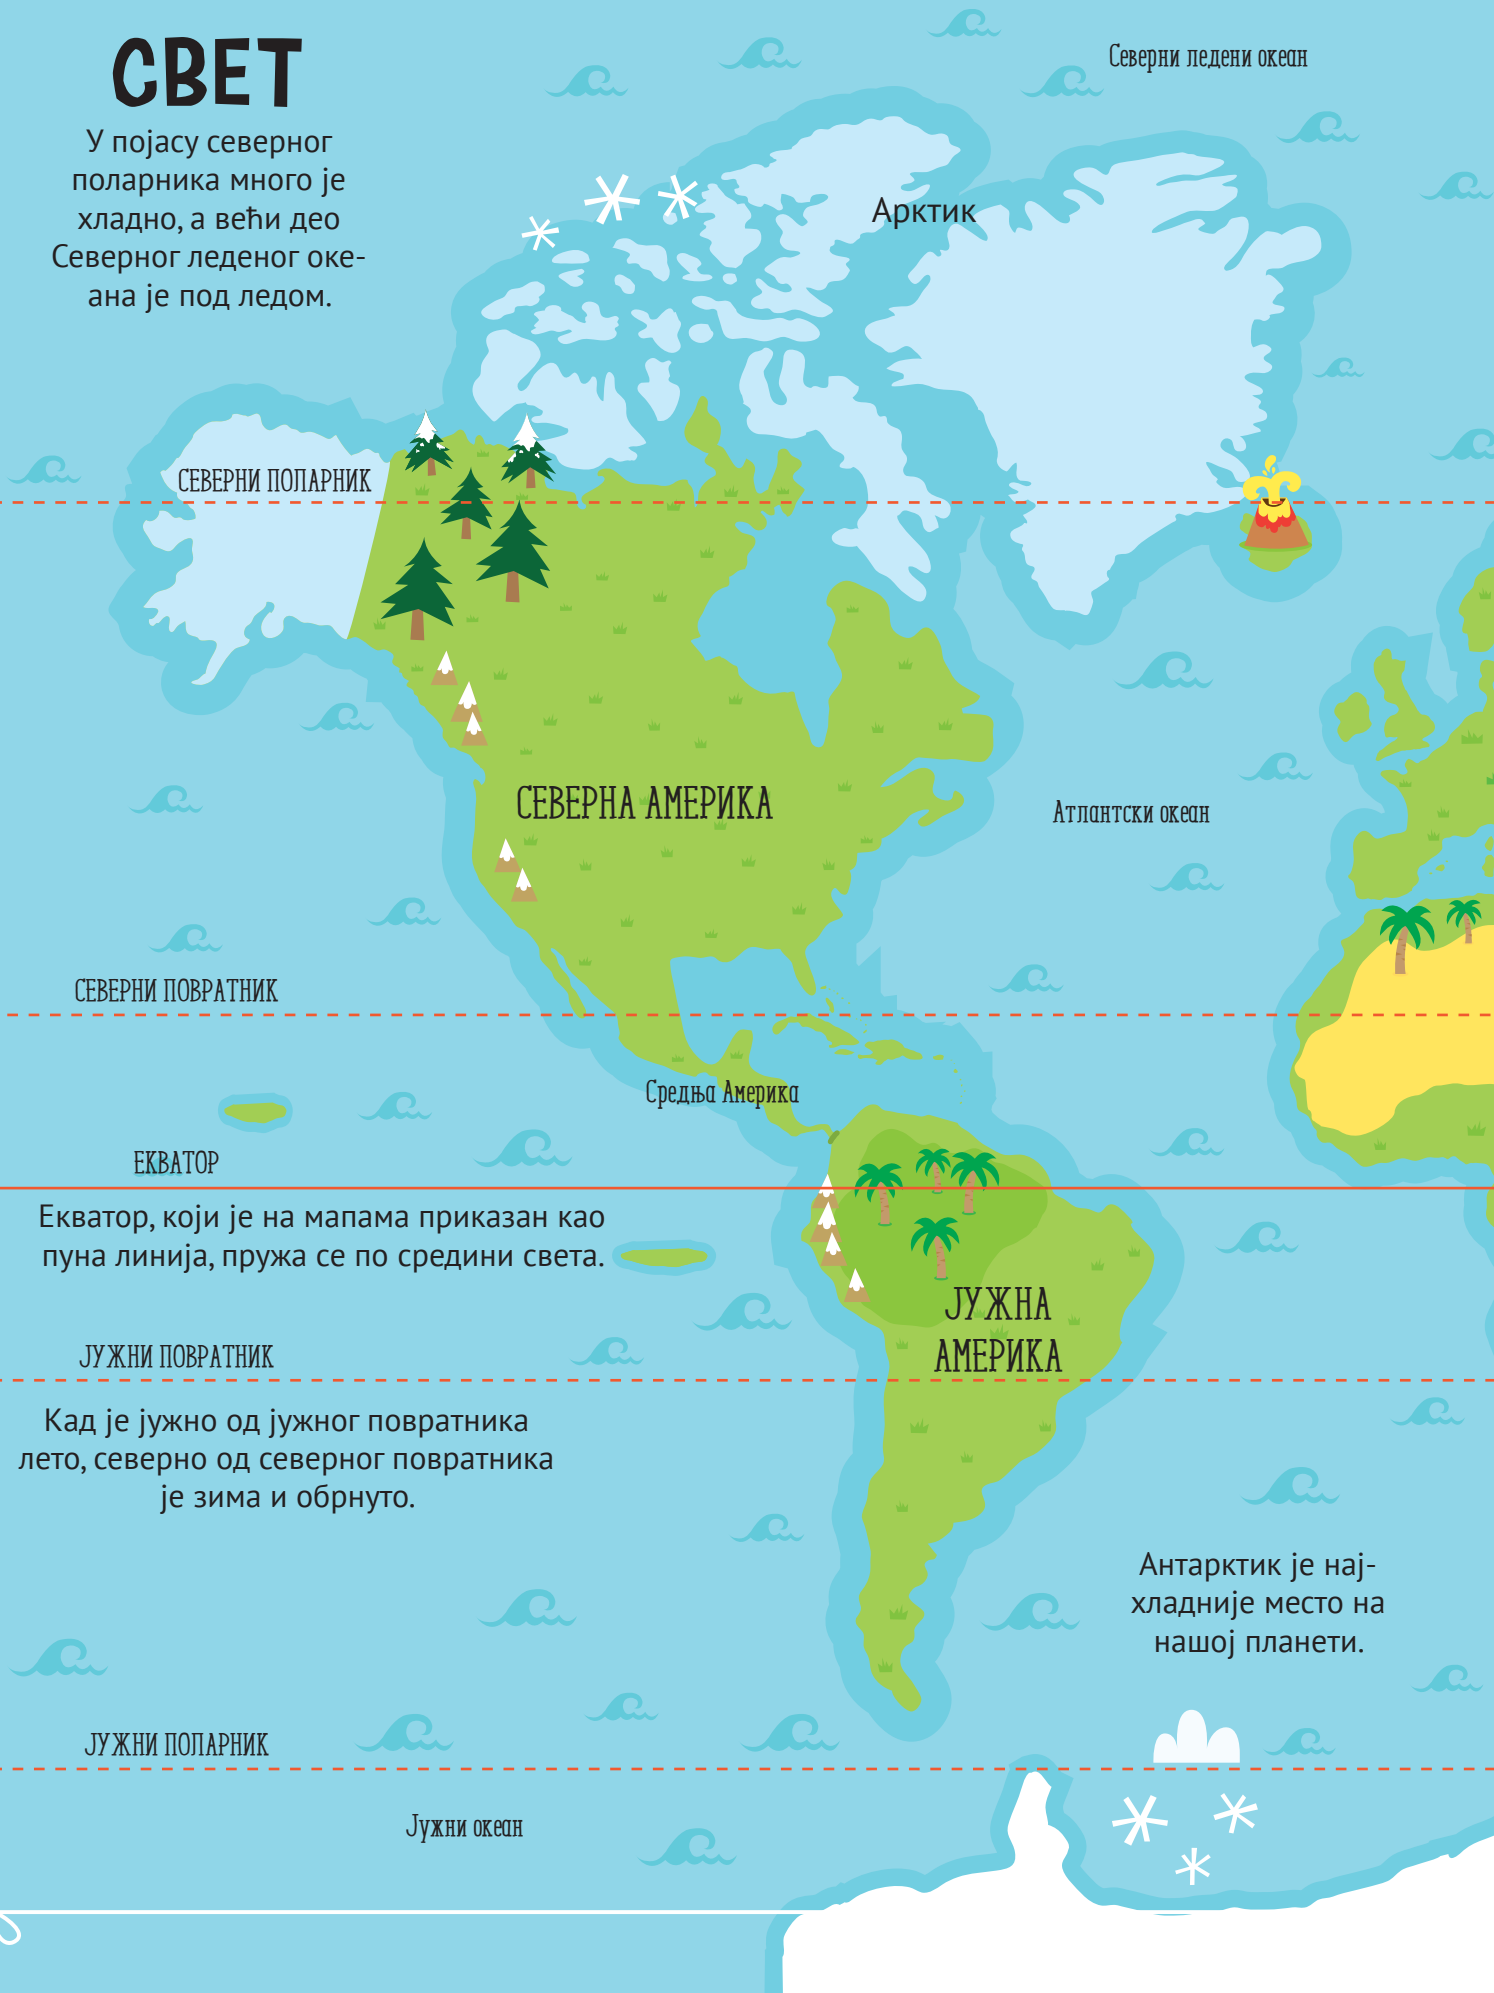 СВЕТ
У појасу северног
поларника много је
хладно, а већи део
Северног леденог оке-
ана је под ледом.
Северни ледени океан
Арктик
СЕВЕРНИ ПОЛАРНИК
СЕВЕРНА АМЕРИКА
Атлантски океан
СЕВЕРНИ ПОВРАТНИК
Средња Америка
ЕКВАТОР
Екватор, који је на мапама приказан као
пуна линија, пружа се по средини света.
ЈУЖНА
АМЕРИКА
ЈУЖНИ ПОВРАТНИК
Кад је јужно од јужног повратника
лето, северно од северног повратника
је зима и обрнуто.
Антарктик је нај-
хладније место на
нашој планети.
ЈУЖНИ ПОЛАРНИК
Јужни океан